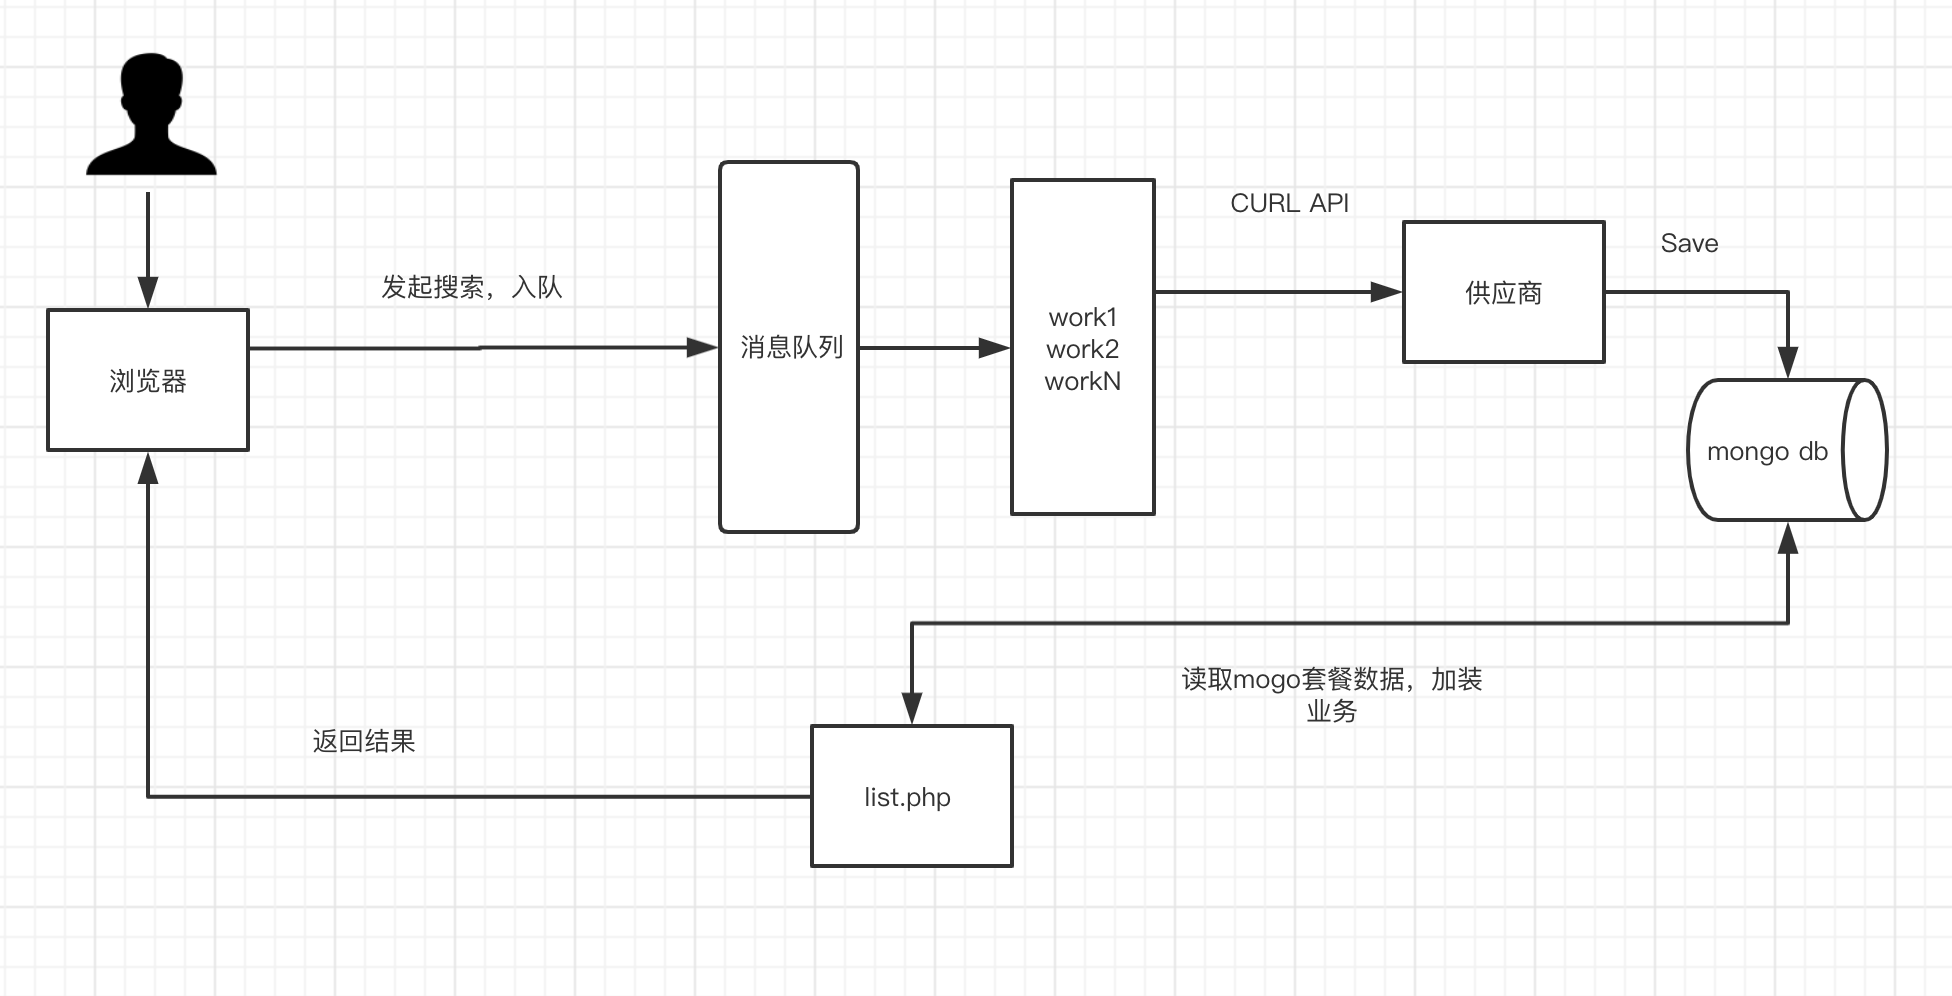 CURL API
Save
发起搜索，入队
供应商
消息队列
work1
work2
workN
浏览器
mongo db
读取mogo套餐数据，加装
业务
返回结果
list.php